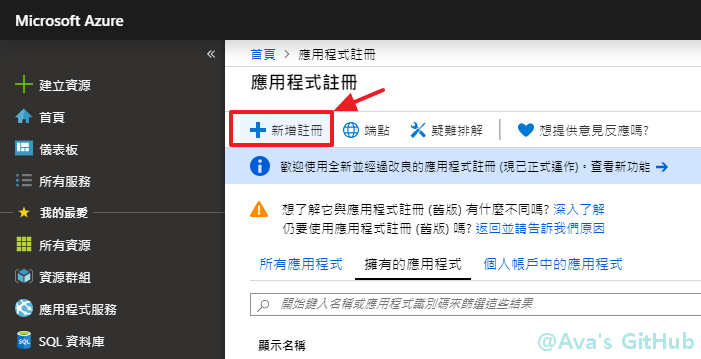 Microsoft Azure
«
建立資源
首頁
儀表板
所有服務
我的最愛
所有資源
資源群組
應用程式服務
SQL 資料庫
首頁 > 應用程式註冊
應用程式註冊
新增註冊 端點 疑難排解 想提供意見反應嗎?
歡迎使用全新並經過改良的應用程式註冊 (現已正式運作)。查看新功能 →
想了解它與應用程式註冊 (舊版) 有什麼不同嗎? 深入了解
仍要使用應用程式註冊 (舊版) 嗎? 返回並請告訴我們原因
所有應用程式 擁有的應用程式 個人帳戶中的應用程式
開始鍵入名稱或應用程式識別碼來篩選這些結果
顯示名稱
@Ava's GitHub